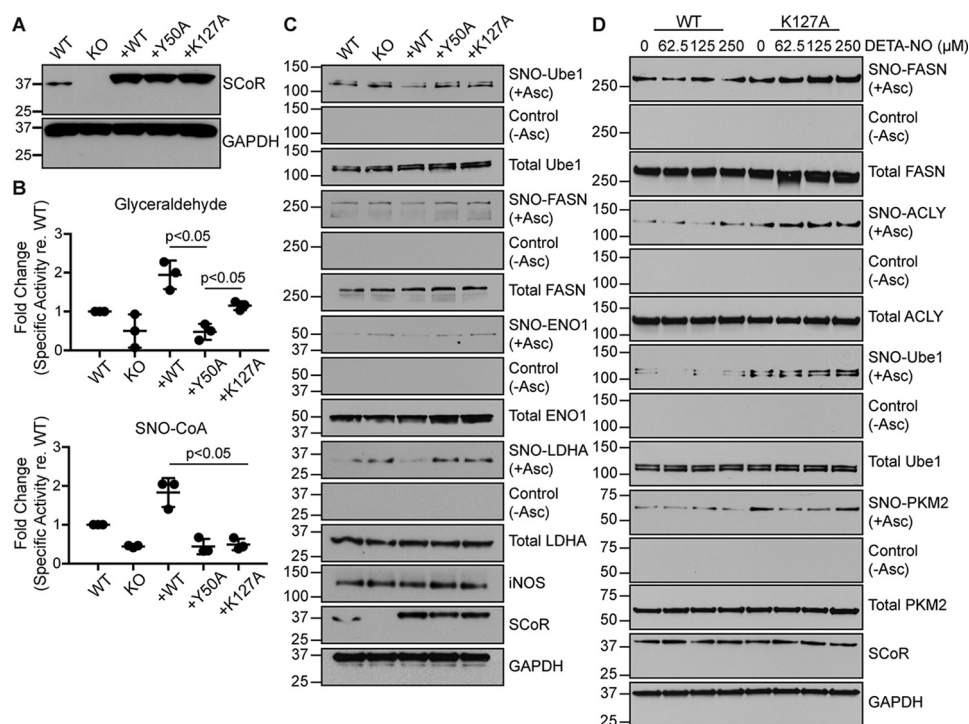 A
WT
KO
+WT
+Y50A
+K127A
37
25
SCoR
37
25
GAPDH
B
Glyceraldehyde
Fold Change
(Specific Activity re. WT)
3
2
1
0
p<0.05
p<0.05
WT
KO
+WT
+Y50A
+K127A
SNO-CoA
Fold Change
(Specific Activity re. WT)
3
2
1
0
p<0.05
WT
KO
+WT
+Y50A
+K127A
C
WT
KO
+WT
+Y50A
+K127A
150
100
SNO-Ube1
(+Asc)
150
100
Control
(-Asc)
150
100
Total Ube1
250
SNO-FASN
(+Asc)
250
Control
(-Asc)
250
Total FASN
50
37
SNO-ENO1
(+Asc)
50
37
Control
(-Asc)
50
37
Total ENO1
37
25
SNO-LDHA
(+Asc)
37
25
Control
(-Asc)
37
25
Total LDHA
150
100
iNOS
37
25
SCoR
37
25
GAPDH
D
WT
K127A
0 62.5 125 250 0 62.5 125 250 DETA-NO (μM)
250
SNO-FASN
(+Asc)
250
Control
(-Asc)
250
Total FASN
150
100
SNO-ACLY
(+Asc)
150
100
Control
(-Asc)
150
100
Total ACLY
150
100
SNO-Ube1
(+Asc)
150
100
Control
(-Asc)
150
100
Total Ube1
75
50
SNO-PKM2
(+Asc)
75
50
Control
(-Asc)
75
50
Total PKM2
37
25
SCoR
37
25
GAPDH